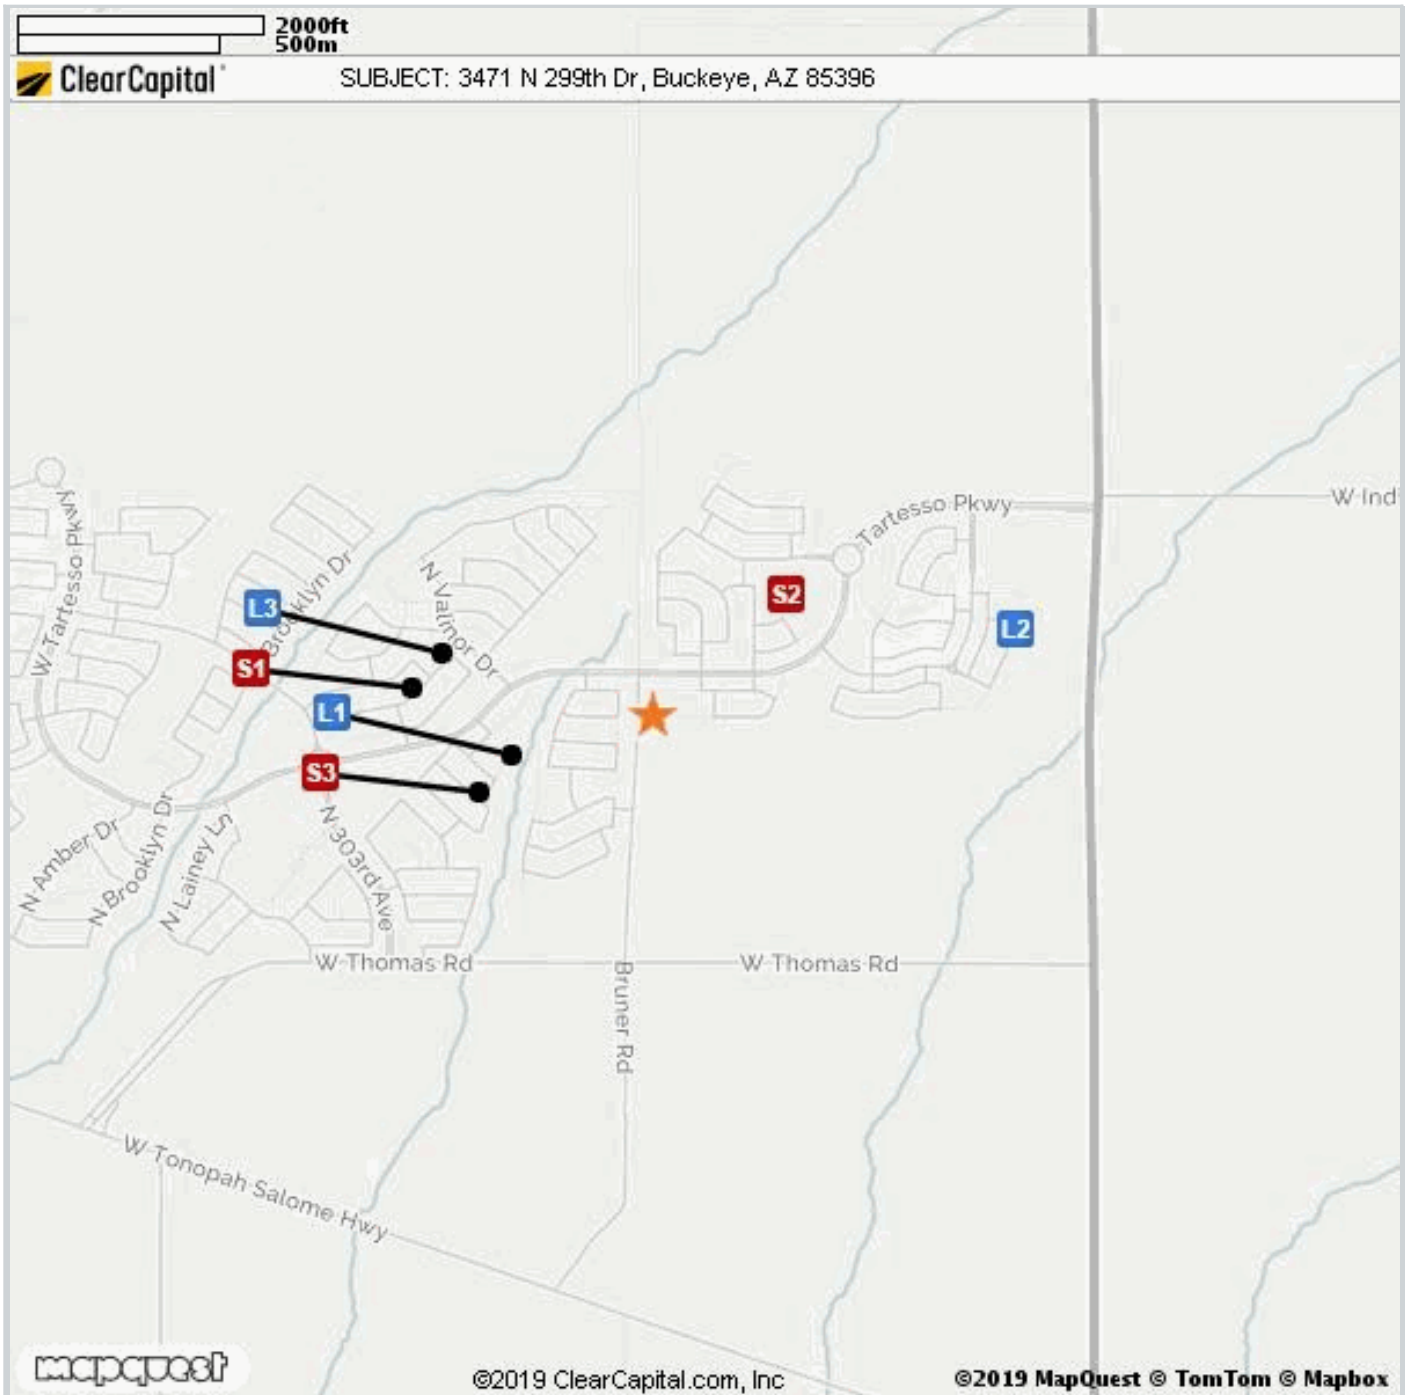 2000ft
500m
ClearCapital
SUBJECT: 3471 N 299th Dr, Buckeye, AZ 85396
W Ind
Tartesso Pkwy
W Tartesso Pkwy
Brooklyn Dr
N Valinor Dr
S2
L3
L2
S1
L1
S3
N Amber Dr
N Brooklyn Dr
N Lainey Ln
N 303rd Ave
W Thomas Rd
W Thomas Rd
Bruner Rd
W Tonopah Salome Hwy
mapquest
©2019 ClearCapital.com, Inc
©2019 MapQuest © TomTom © Mapbox